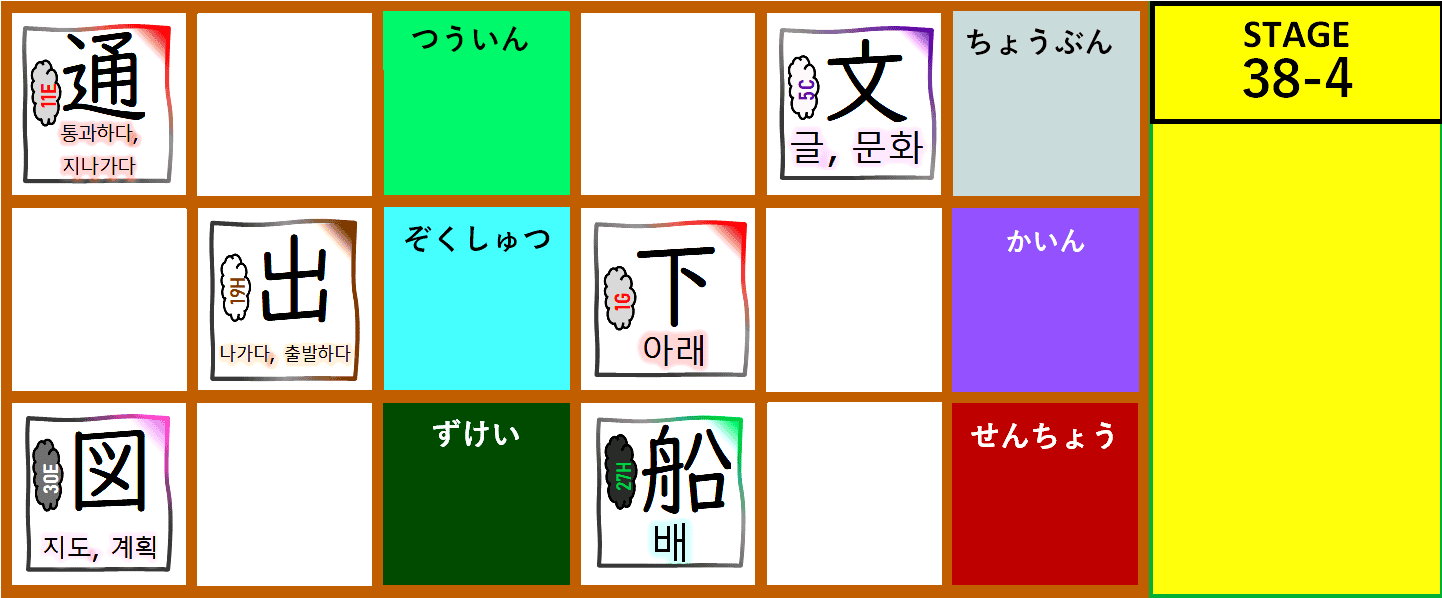 11E
通
통과하다,
지나가다
つういん
5C
文
글, 문화
ちょうぶん
STAGE
38-4
19H
出
나가다, 출발하다
ぞくしゅつ
1G
下
아래
かいん
30E
図
지도, 계획
ずけい
27H
船
배
せんちょう